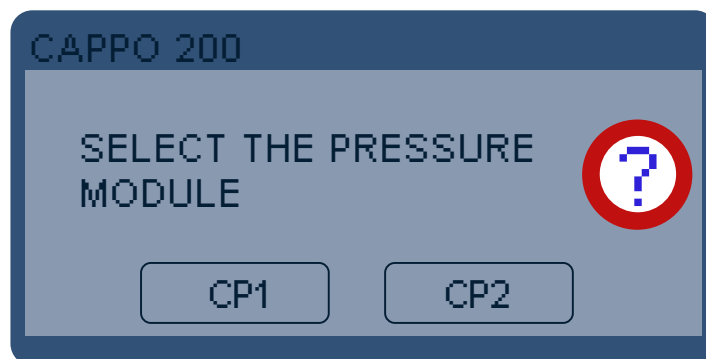 CAPPO 200
SELECT THE PRESSURE
MODULE
?
CP1 CP2